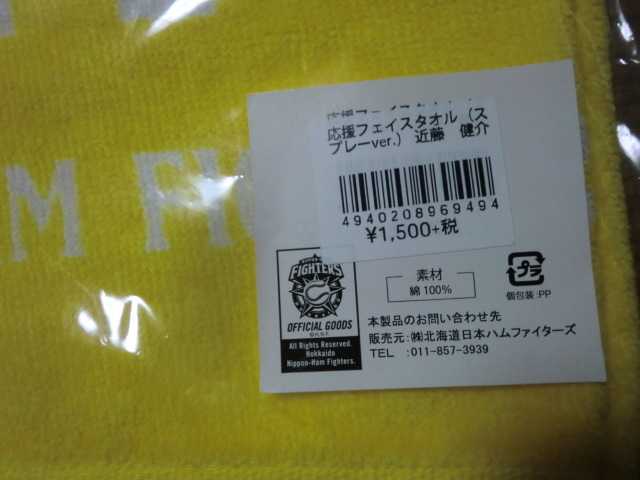 M FIG
応援フェイスタオル（ス
プレーver.） 近藤 健介
4940208969494
¥1,500+税
FIGHTERS
OFFICIAL GOODS
©H.N.F.
All Rights Reserved.
Hokkaido
Nippon-Ham Fighters.
素材
綿 100%
プラ
個包装:PP
本製品のお問い合わせ先
販売元:㈱北海道日本ハムファイターズ
TEL :011-857-3939